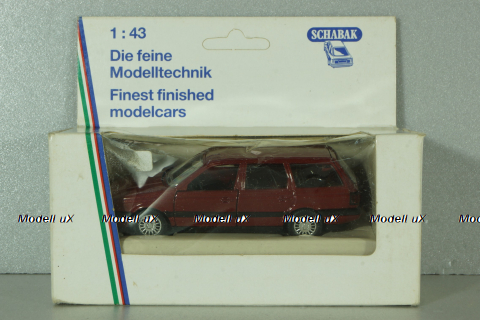 1:43
SCHABAK
Die feine
Modelltechnik
Finest finished
modelcars
Modell uX Modell uX Modell uX Modell uX Modell uX Mo